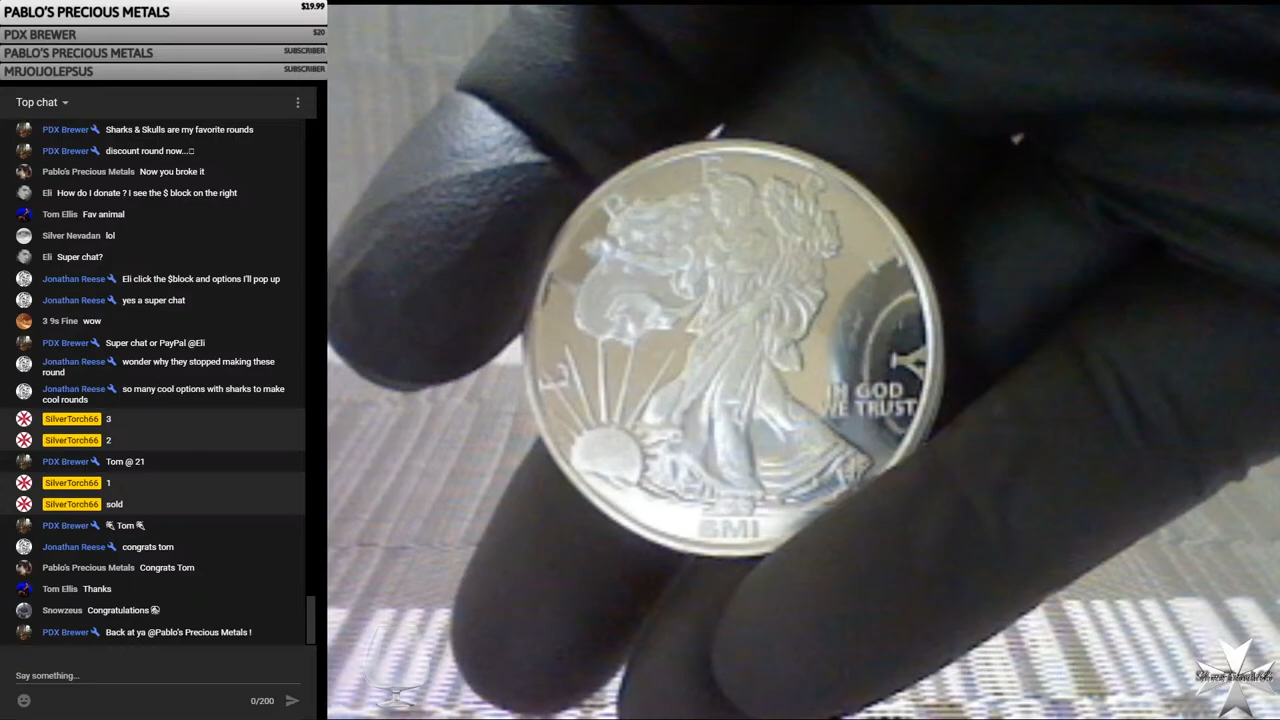 PABLO'S PRECIOUS METALS $19.99
PDX BREWER $20
PABLO'S PRECIOUS METALS SUBSCRIBER
MRJOIJOLEPSUS SUBSCRIBER
Top chat
PDX Brewer Sharks & Skulls are my favorite rounds
PDX Brewer discount round now...□
Pablo's Precious Metals Now you broke it
Eli How do I donate ? I see the $ block on the right
Tom Ellis Fav animal
Silver Nevadan lol
Eli Super chat?
Jonathan Reese Eli click the $block and options I'll pop up
Jonathan Reese yes a super chat
3 9s Fine wow
PDX Brewer Super chat or PayPal @Eli
Jonathan Reese wonder why they stopped making these
round
Jonathan Reese so many cool options with sharks to make
cool rounds
SilverTorch66 3
SilverTorch66 2
PDX Brewer Tom @ 21
SilverTorch66 1
SilverTorch66 sold
PDX Brewer Tom
Jonathan Reese congrats tom
Pablo's Precious Metals Congrats Tom
Tom Ellis Thanks
Snowzeus Congratulations
PDX Brewer Back at ya @Pablo's Precious Metals !
Say something...
0/200
L I B E R T Y
IN GOD
WE TRUST
SMI